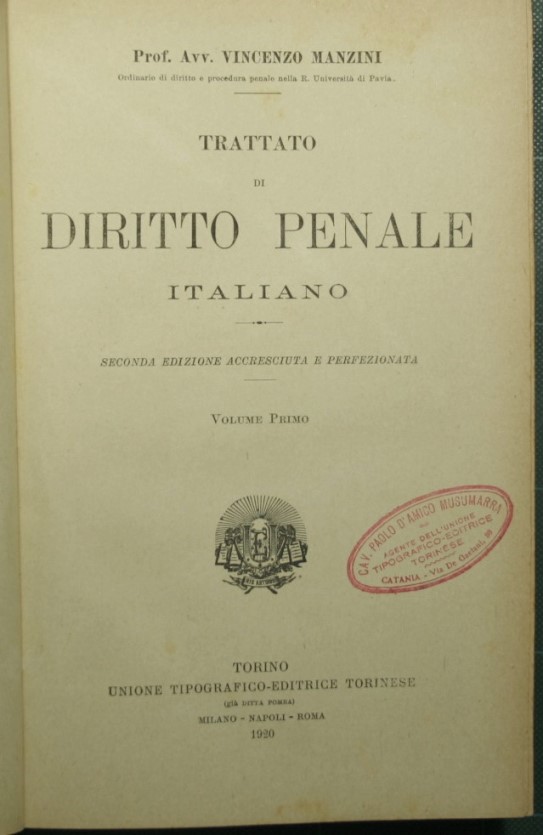 Prof. Avv. VINCENZO MANZINI
Ordinario di diritto e procedura penale nella R. Università di Pavia.
TRATTATO
DI
DIRITTO PENALE
ITALIANO
SECONDA EDIZIONE ACCRESCIUTA E PERFEZIONATA
VOLUME PRIMO
CAV. PAOLO D'AMICO MUSUMARRA
AGENTE DELL'UNIONE
TIPOGRAFICO-EDITRICE
TORINESE
CATANIA - Via De
TORINO
UNIONE TIPOGRAFICO-EDITRICE TORINESE
(già DITTA POMBA)
MILANO - NAPOLI - ROMA
1920